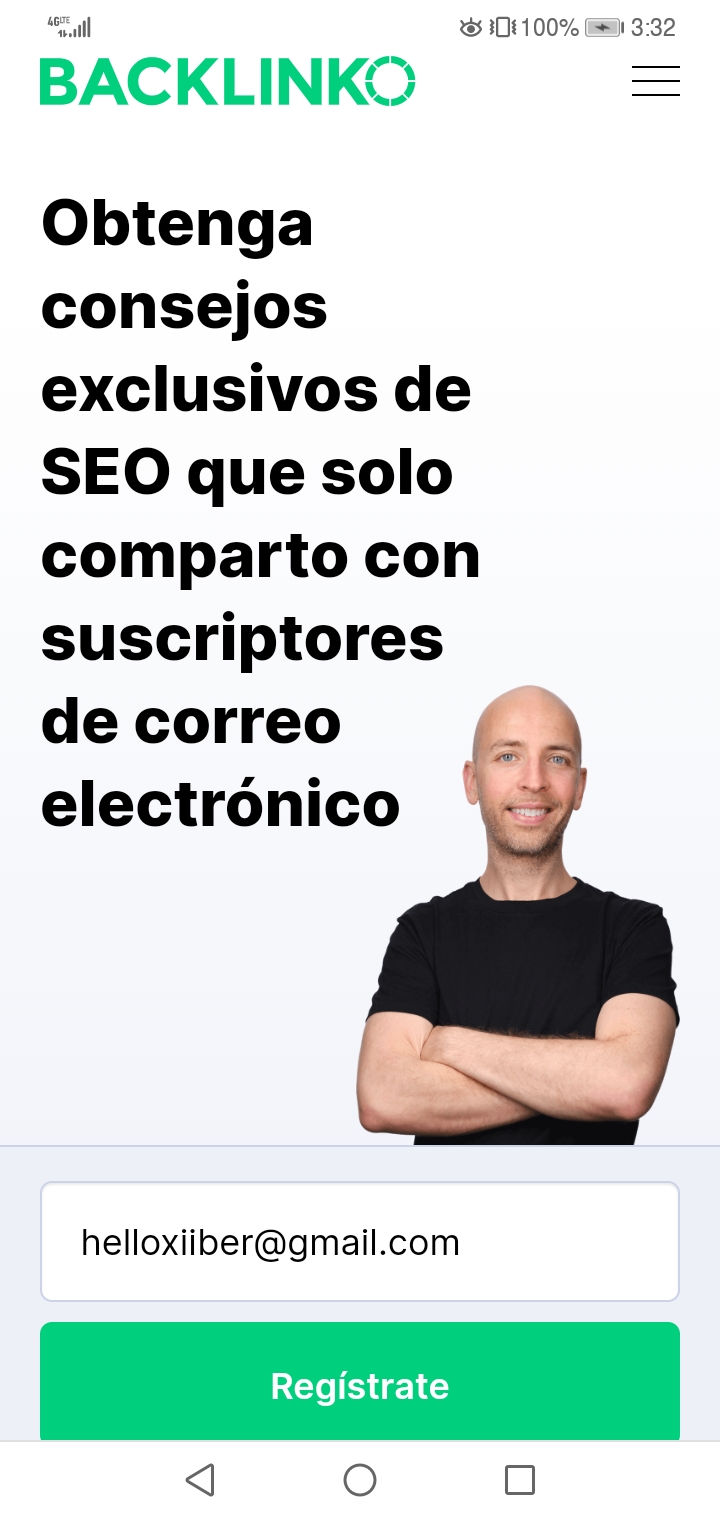 4G LTE 100% 3:32
BACKLINKO
Obtenga
consejos
exclusivos de
SEO que solo
comparto con
suscriptores
de correo
electrónico
helloxiiber@gmail.com
Regístrate